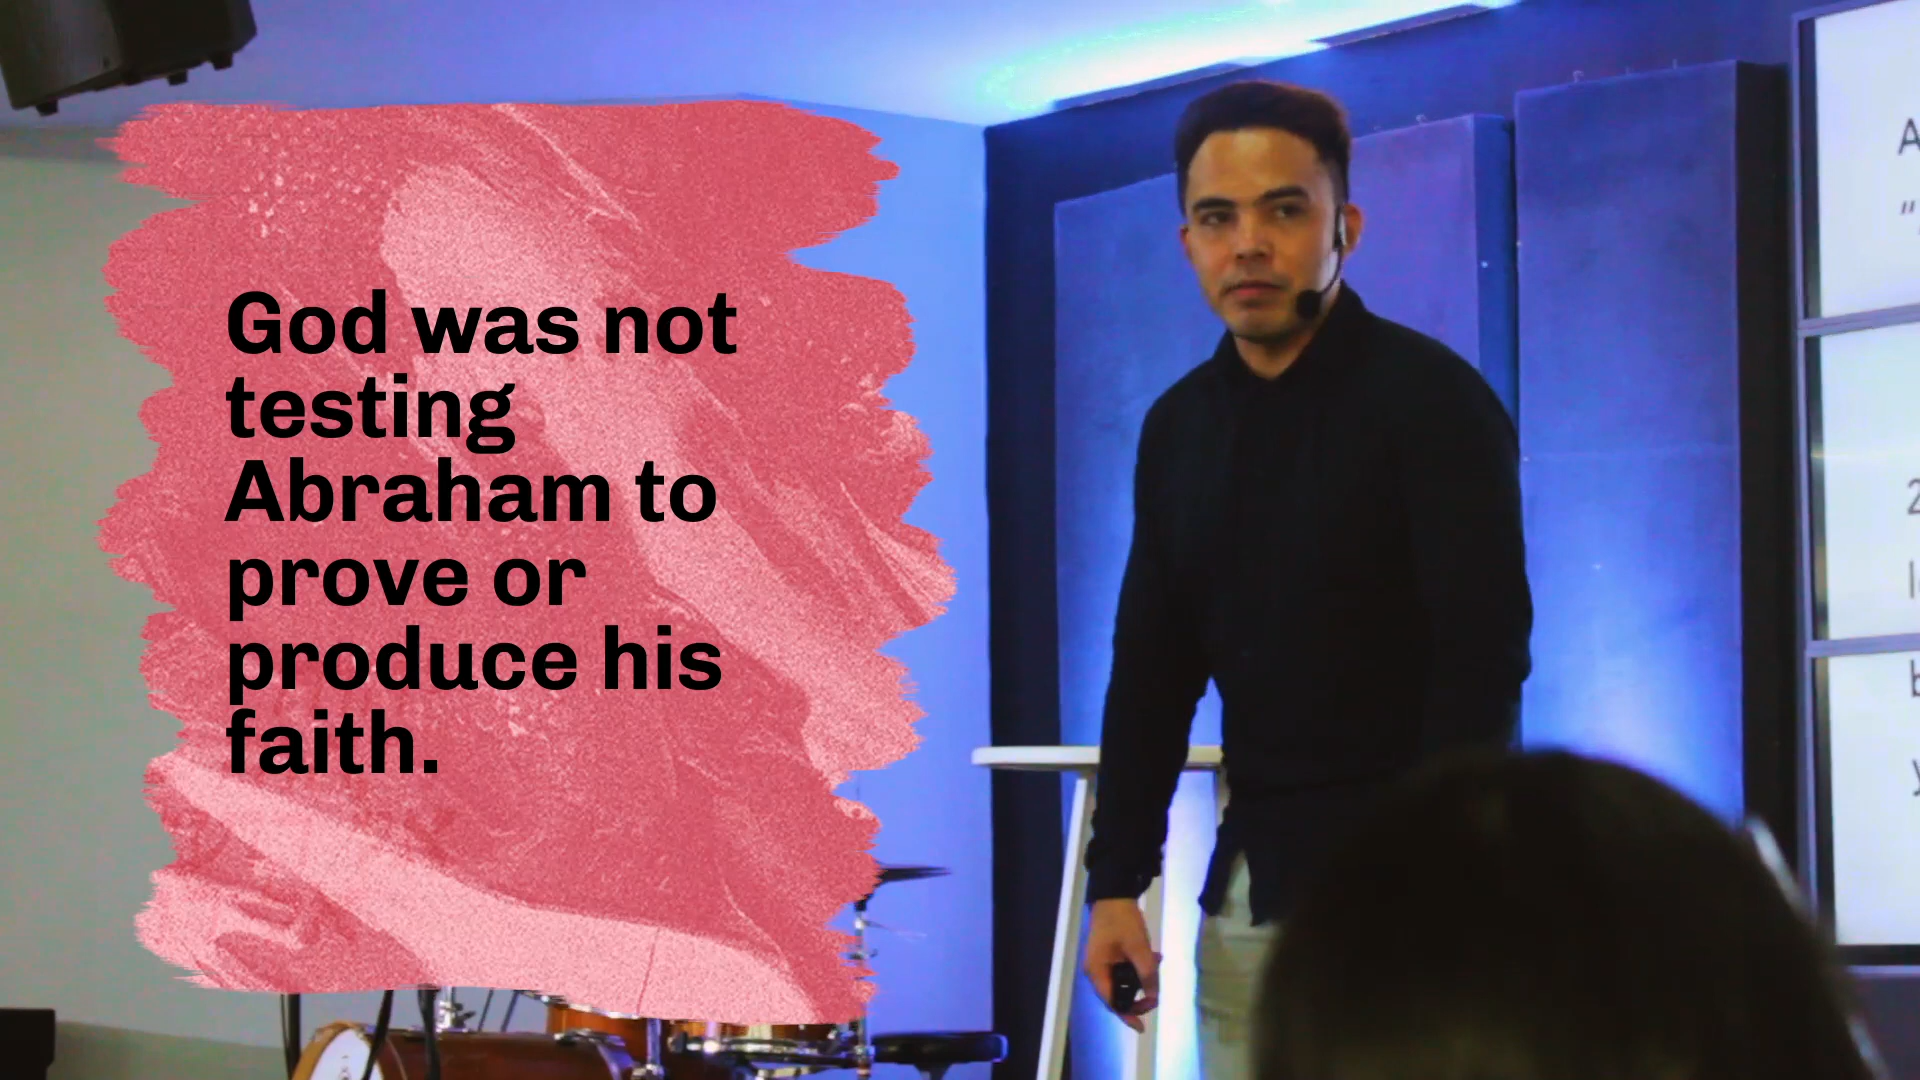 God was not
testing
Abraham to
prove or
produce his
faith.